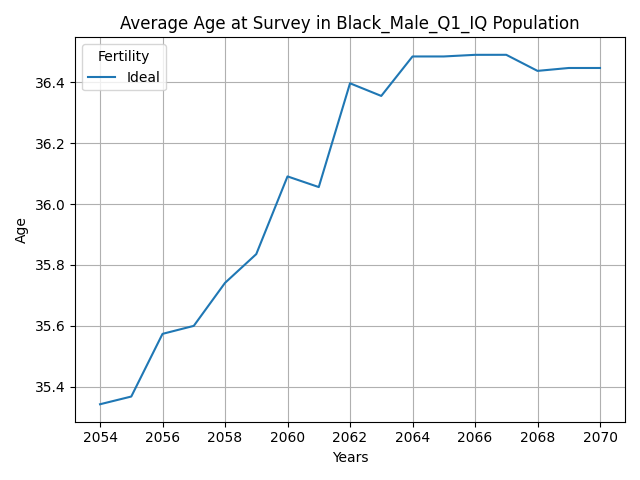 Average Age at Survey in Black_Male_Q1_IQ Population
Fertility
Ideal
36.4
36.2
36.0
35.8
35.6
35.4
Age
2054 2056 2058 2060 2062 2064 2066 2068 2070
Years